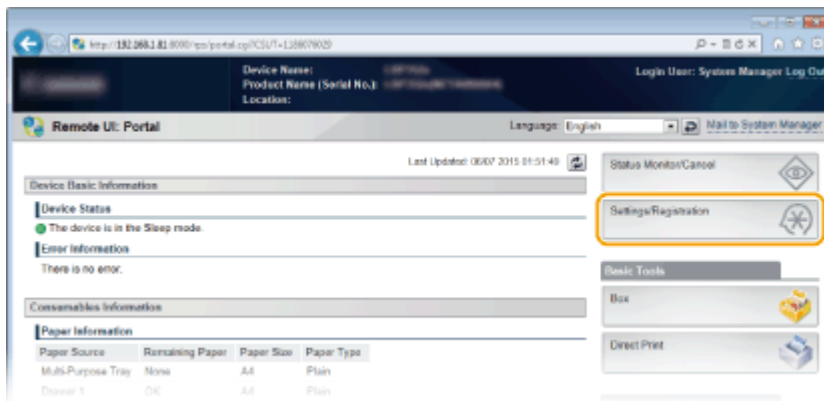 http://192.168.1.81:8000/rps/portal.cgi?CSUT=1188078029
Device Name:
Product Name (Serial No.):
Location:
Login User: System Manager Log Ou
Remote UI: Portal
Language: English
Mail to System Manager
Last Updated: 06/07 2015 01:51:49
Device Basic Information
Device Status
The device is in the Sleep mode.
Error Information
There is no error.
Consumables Information
Paper Information
Paper Source Remaining Paper Paper Size Paper Type
Multi-Purpose Tray None A4 Plain
Drawer 1 OK A4 Plain
Status Monitor/Cancel
Settings/Registration
Basic Tools
Box
Direct Print